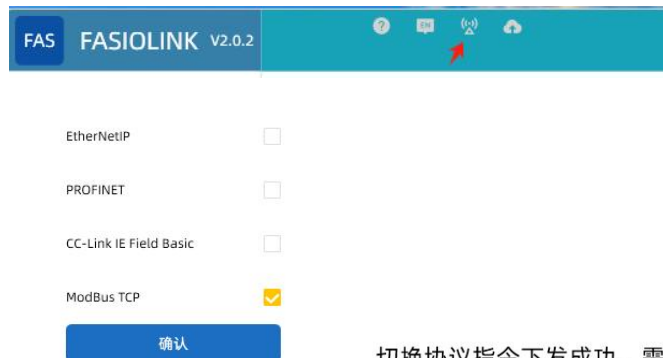 FAS FASIOLINK V2.0.2 ? EN
EtherNetIP
PROFINET
CC-Link IE Field Basic
ModBus TCP
确认
切换协议指令下发成功，需